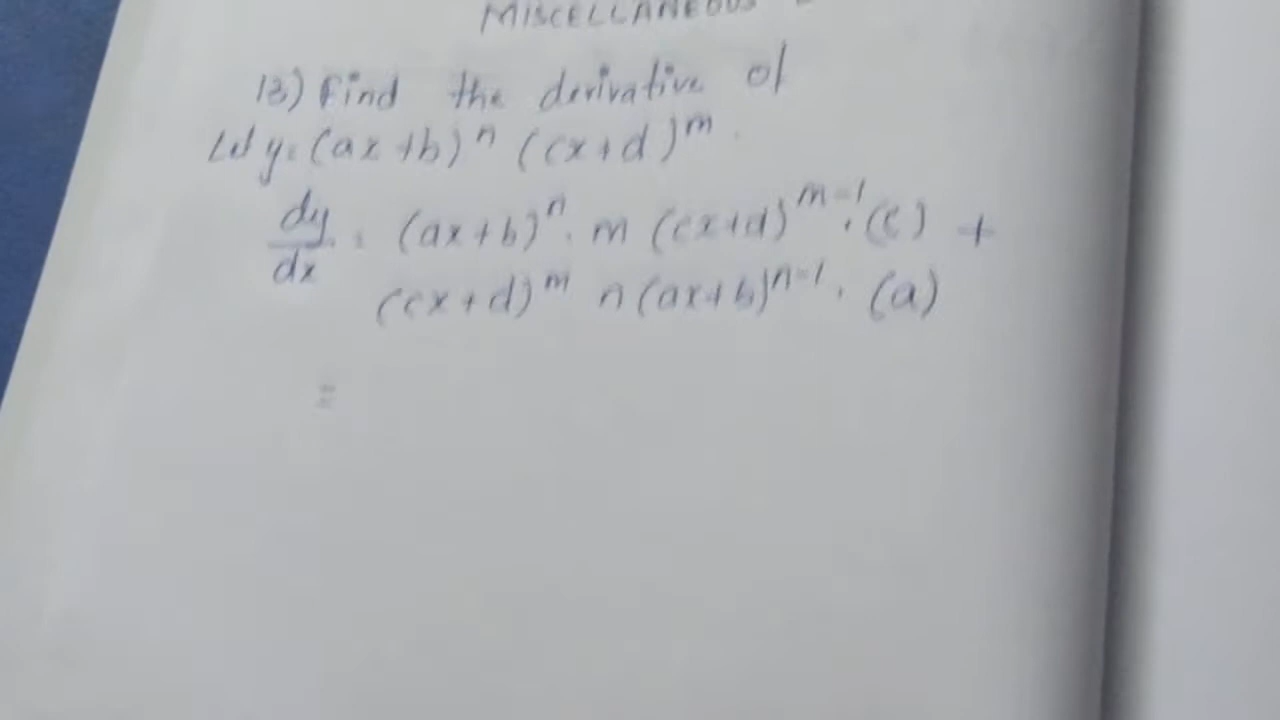 MISCELLANEOUS
13) Find the derivative of
Let y = (ax+b)^n (cx+d)^m.
dy/dx = (ax+b)^n . m (cx+d)^m-1 . (c) +
(cx+d)^m n(ax+b)^n-1 . (a)
=